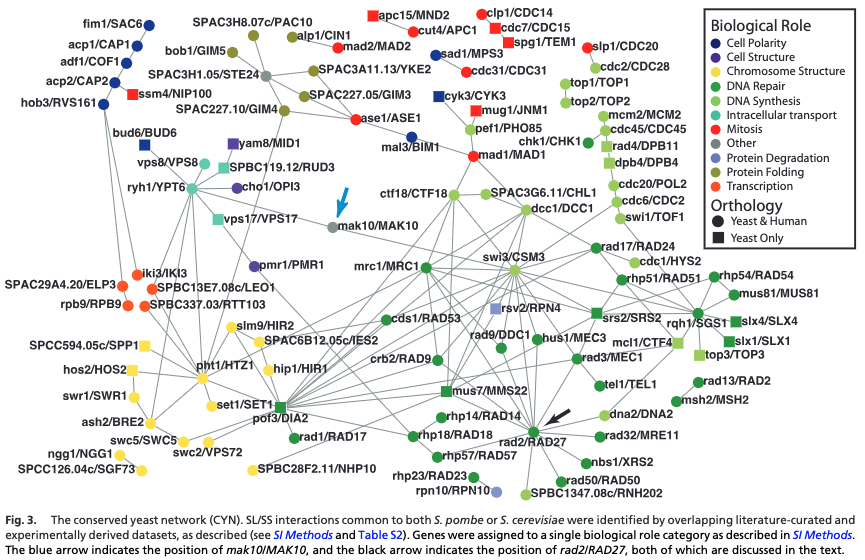 fim1/SAC6
acp1/CAP1
adf1/COF1
acp2/CAP2
ssm4/NIP100
hob3/RVS161
SPAC3H8.07c/PAC10
bob1/GIM5
alp1/CIN1
mad2/MAD2
SPAC3H1.05/STE24
SPAC3A11.13/YKE2
SPAC227.05/GIM3
SPAC227.10/GIM4
ase1/ASE1
mal3/BIM1
apc15/MND2
cut4/APC1
clp1/CDC14
cdc7/CDC15
spg1/TEM1
sad1/MPS3
cdc31/CDC31
slp1/CDC20
cdc2/CDC28
top1/TOP1
top2/TOP2
cyk3/CYK3
mug1/JNM1
pef1/PHO85
mad1/MAD1
mcm2/MCM2
cdc45/CDC45
chk1/CHK1
rad4/DPB11
dpb4/DPB4
cdc20/POL2
cdc6/CDC2
swi1/TOF1
bud6/BUD6
yam8/MID1
vps8/VPS8
SPBC119.12/RUD3
ryh1/YPT6
cho1/OPI3
vps17/VPS17
mak10/MAK10
ctf18/CTF18
SPAC3G6.11/CHL1
dcc1/DCC1
pmr1/PMR1
mrc1/MRC1
swi3/CSM3
rad17/RAD24
cdc1/HYS2
rhp51/RAD51
rhp54/RAD54
mus81/MUS81
iki3/IKI3
SPAC29A4.20/ELP3
SPBC13E7.08c/LEO1
rpb9/RPB9
SPBC337.03/RTT103
slm9/HIR2
SPAC6B12.05c/IES2
cds1/RAD53
rsv2/RPN4
srs2/SRS2
rqh1/SGS1
slx4/SLX4
slx1/SLX1
rad9/DDC1
hus1/MEC3
mcl1/CTF4
top3/TOP3
SPCC594.05c/SPP1
pht1/HTZ1
hip1/HIR1
crb2/RAD9
rad3/MEC1
hos2/HOS2
swr1/SWR1
set1/SET1
pof3/DIA2
mus7/MMS22
tel1/TEL1
rad13/RAD2
msh2/MSH2
ash2/BRE2
swc5/SWC5
swc2/VPS72
rad1/RAD17
rhp14/RAD14
rhp18/RAD18
rhp57/RAD57
rad2/RAD27
dna2/DNA2
rad32/MRE11
ngg1/NGG1
SPCC126.04c/SGF73
SPBC28F2.11/NHP10
rhp23/RAD23
rpn10/RPN10
nbs1/XRS2
rad50/RAD50
SPBC1347.08c/RNH202
Biological Role
Cell Polarity
Cell Structure
Chromosome Structure
DNA Repair
DNA Synthesis
Intracellular transport
Mitosis
Other
Protein Degradation
Protein Folding
Transcription
Orthology
Yeast & Human
Yeast Only
Fig. 3. The conserved yeast network (CYN). SL/SS interactions common to both S. pombe or S. cerevisiae were identified by overlapping literature-curated and
experimentally derived datasets, as described (see SI Methods and Table S2). Genes were assigned to a single biological role category as described in SI Methods.
The blue arrow indicates the position of mak10/MAK10, and the black arrow indicates the position of rad2/RAD27, both of which are discussed in the text.